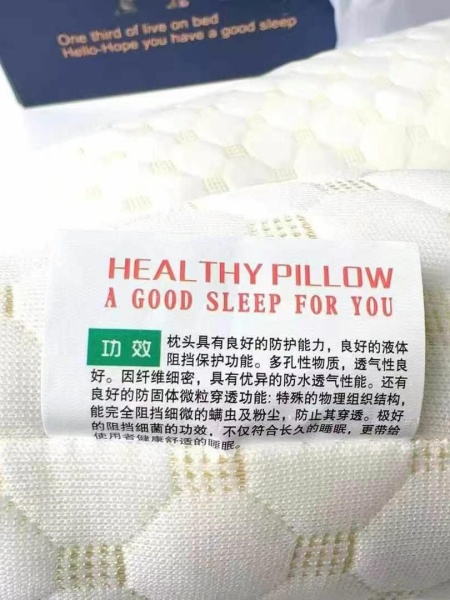 One third of live on bed
Hello-Hope you have a good sleep
HEALTHY PILLOW
A GOOD SLEEP FOR YOU
功效
枕头具有良好的防护能力，良好的液体
阻挡保护功能。多孔性物质，透气性良
好。因纤维细密，具有优异的防水透气性能。还有
良好的防固体微粒穿透功能:特殊的物理组织结构，
能完全阻挡细微的螨虫及粉尘，防止其穿透。极好
的阻挡细菌的功效，不仅符合长久的睡眠，更带给
使用者健康舒适的睡眠。